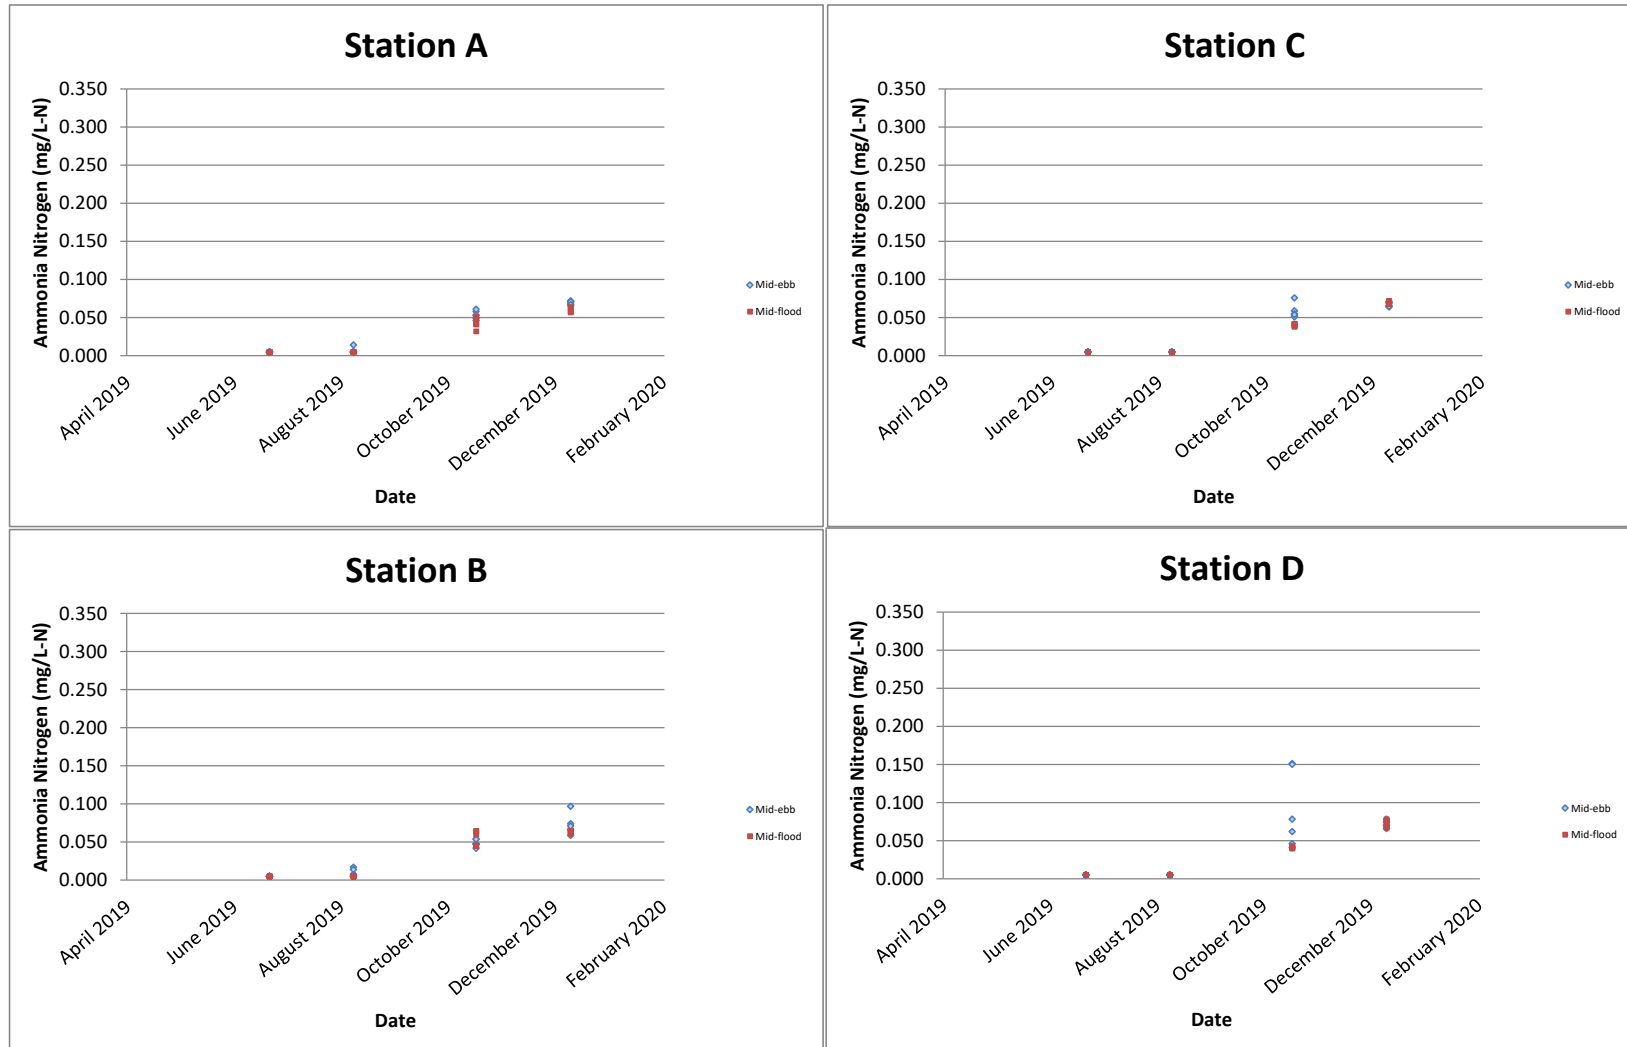 Station A
Ammonia Nitrogen (mg/L-N)
0.350
0.300
0.250
0.200
0.150
0.100
0.050
0.000
April 2019
June 2019
August 2019
October 2019
December 2019
February 2020
Date
Mid-ebb
Mid-flood
Station C
Ammonia Nitrogen (mg/L-N)
0.350
0.300
0.250
0.200
0.150
0.100
0.050
0.000
April 2019
June 2019
August 2019
October 2019
December 2019
February 2020
Date
Mid-ebb
Mid-flood
Station B
Ammonia Nitrogen (mg/L-N)
0.350
0.300
0.250
0.200
0.150
0.100
0.050
0.000
April 2019
June 2019
August 2019
October 2019
December 2019
February 2020
Date
Mid-ebb
Mid-flood
Station D
Ammonia Nitrogen (mg/L-N)
0.350
0.300
0.250
0.200
0.150
0.100
0.050
0.000
April 2019
June 2019
August 2019
October 2019
December 2019
February 2020
Date
Mid-ebb
Mid-flood